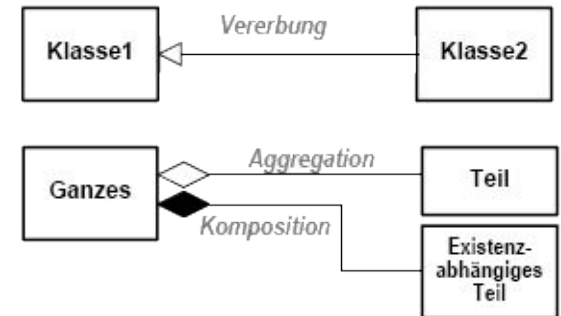 Vererbung
Klasse1
Klasse2
Aggregation
Ganzes
Teil
Komposition
Existenz-
abhängiges
Teil